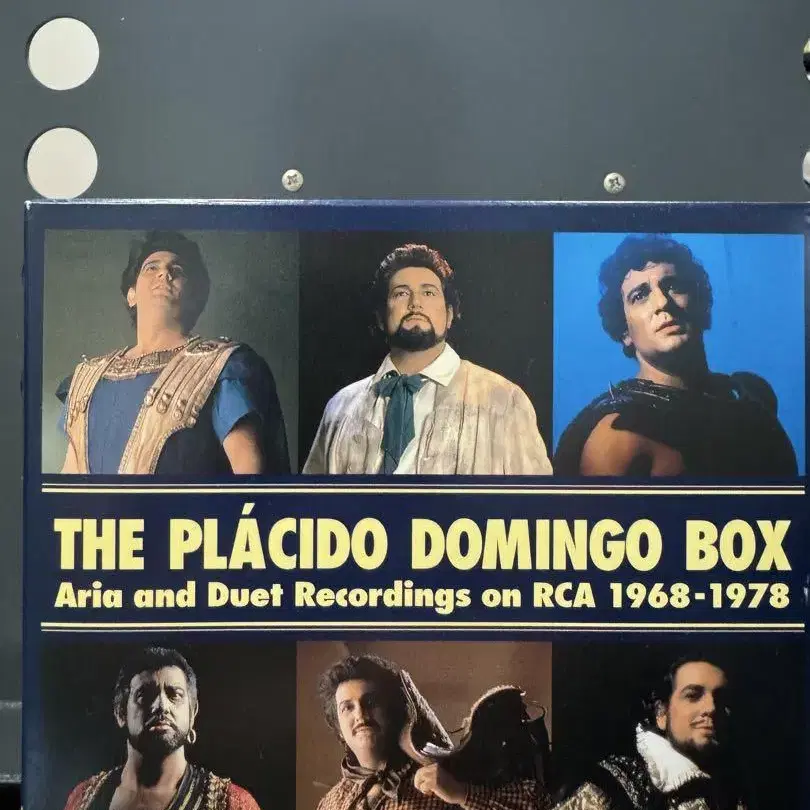 THE PLÁCIDO DOMINGO BOX
Aria and Duet Recordings on RCA 1968-1978